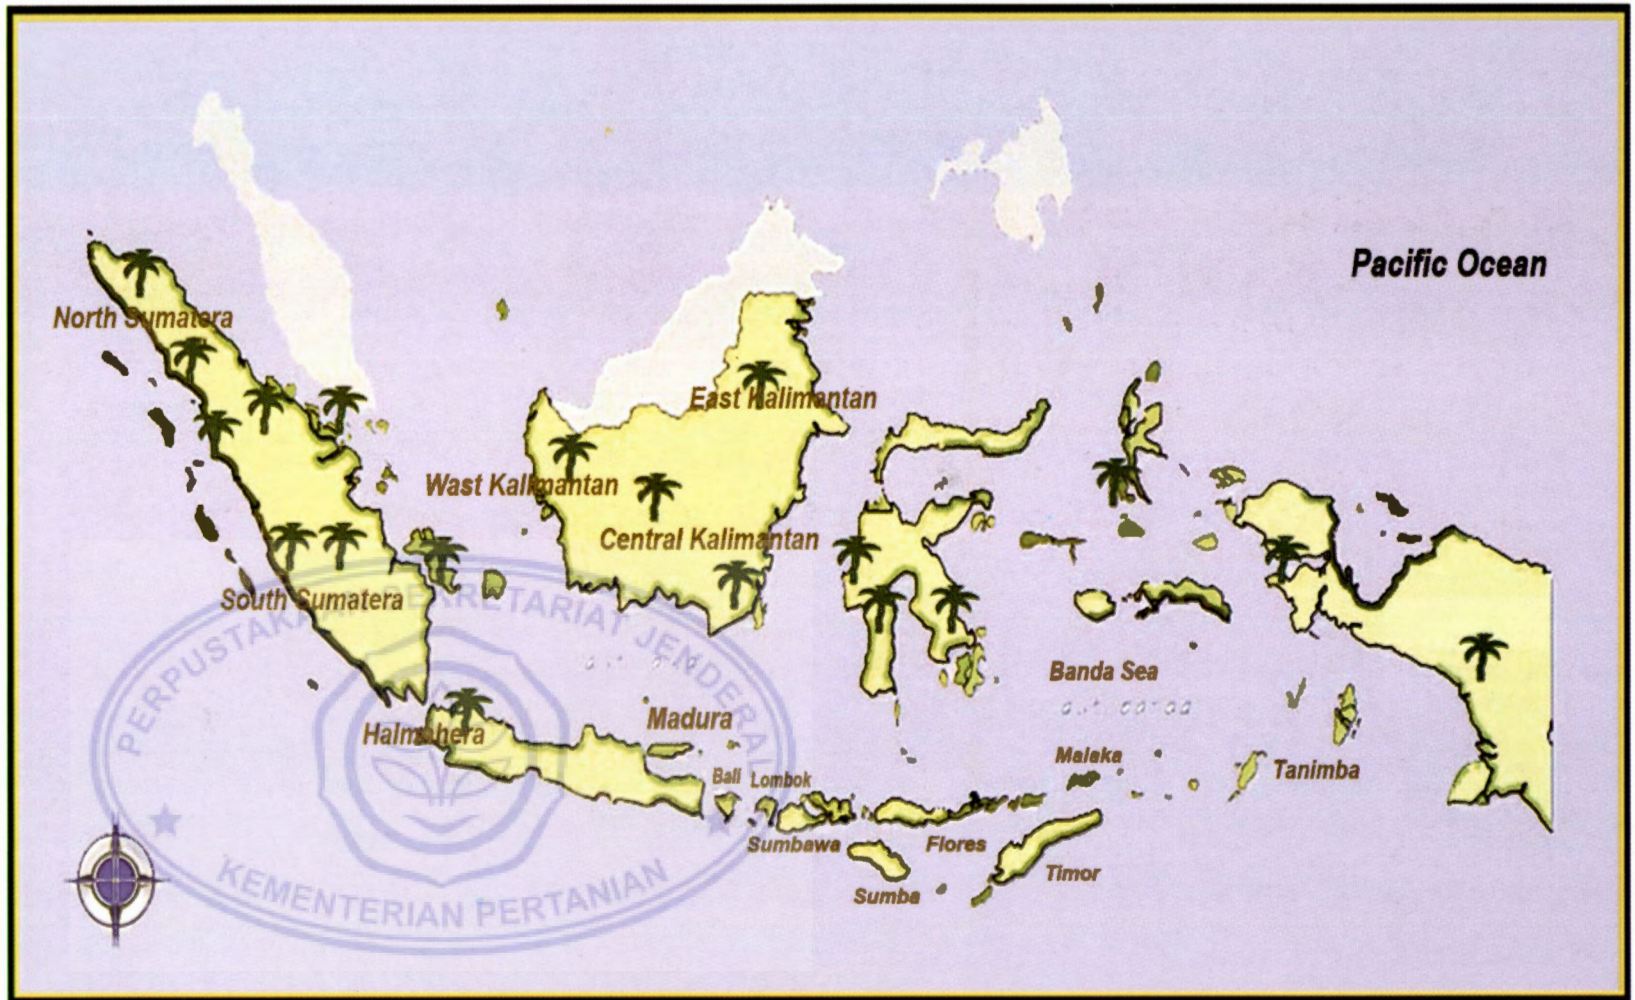 Pacific Ocean
North Sumatera
East Kalimantan
Wast Kalimantan
Central Kalimantan
South Sumatera
PERPUSTAKAAN SEKRETARIAT JENDERAL
Banda Sea
Madura
Halmahera
Malaka
Tanimba
Bali
Lombok
Sumbawa
Flores
Timor
Sumba
KEMENTERIAN PERTANIAN